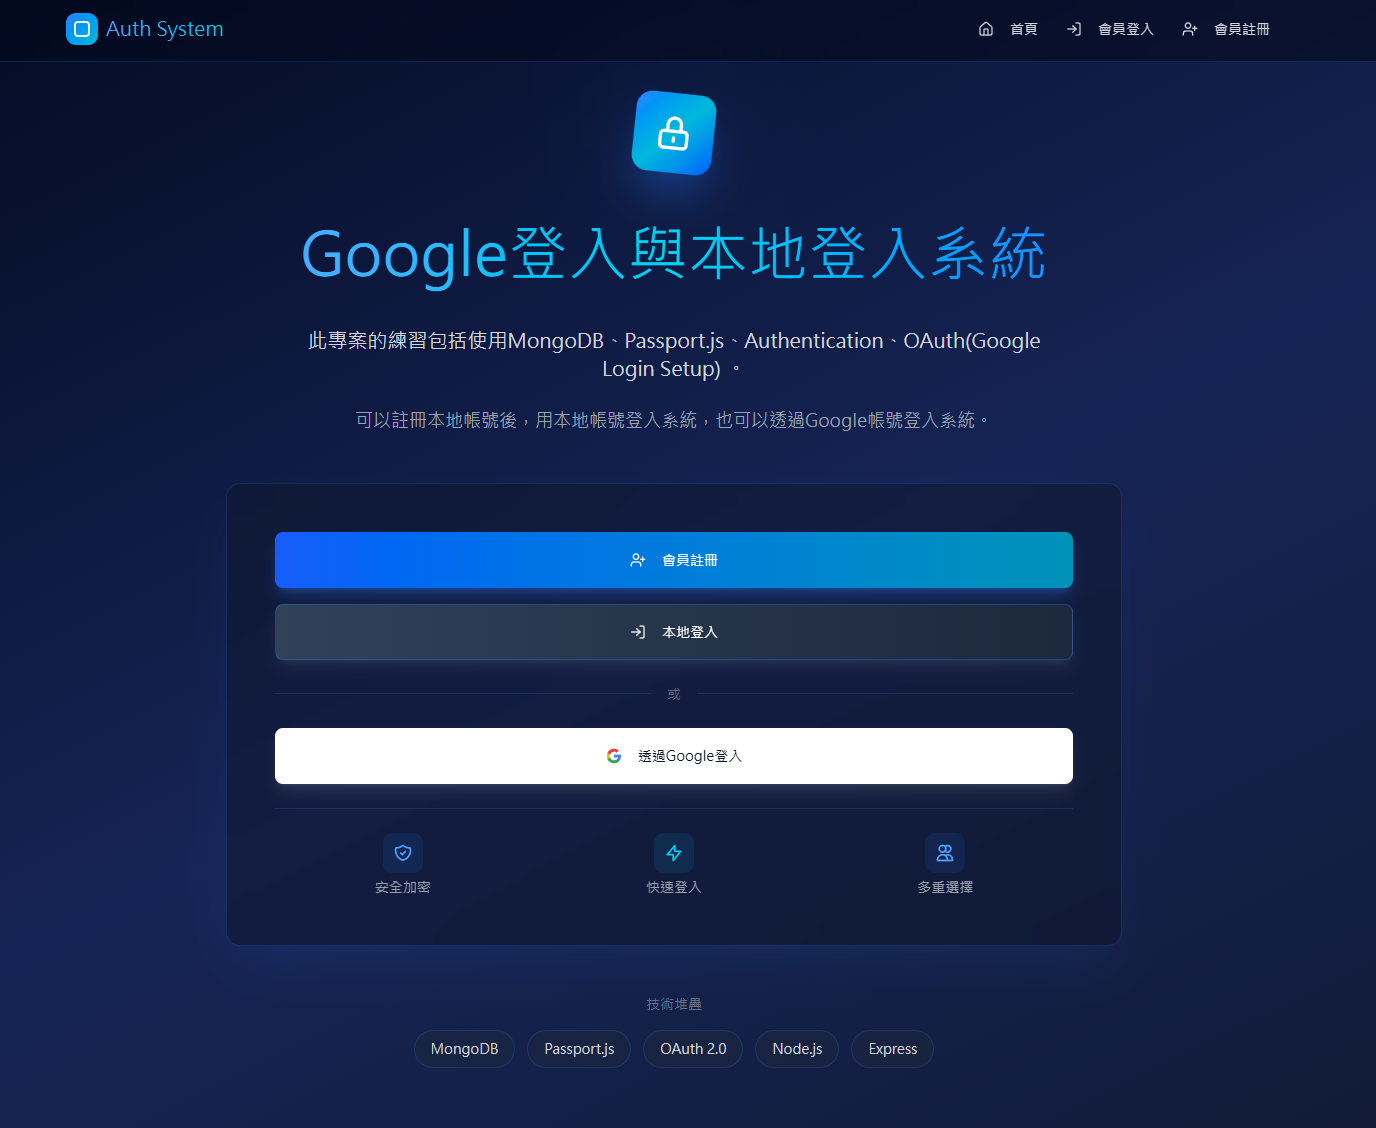 Auth System
首頁
會員登入
會員註冊
Google登入與本地登入系統
此專案的練習包括使用MongoDB、Passport.js、Authentication、OAuth(Google
Login Setup) 。
可以註冊本地帳號後，用本地帳號登入系統，也可以透過Google帳號登入系統。
會員註冊
本地登入
或
透過Google登入
安全加密
快速登入
多重選擇
技術堆疊
MongoDB
Passport.js
OAuth 2.0
Node.js
Express